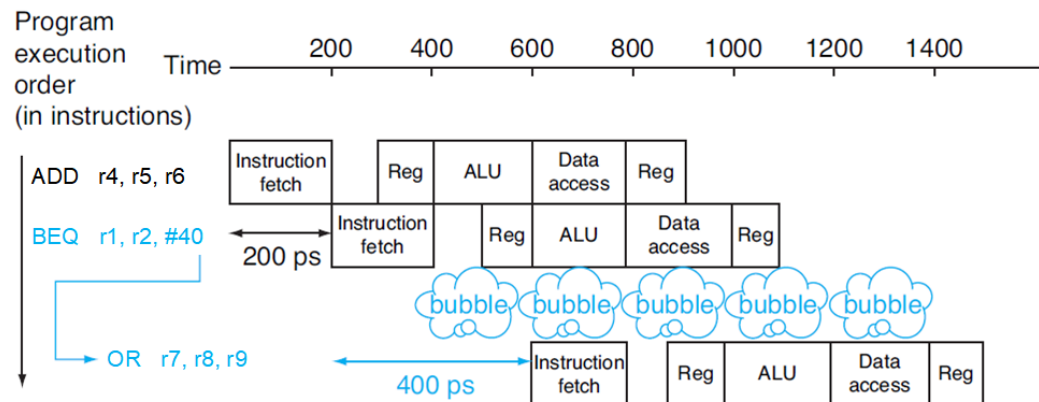 Program
execution
order
(in instructions)
Time
200 400 600 800 1000 1200 1400
ADD r4, r5, r6
Instruction
fetch
Reg
ALU
Data
access
Reg
BEQ r1, r2, #40
200 ps
Instruction
fetch
Reg
ALU
Data
access
Reg
bubble bubble bubble bubble bubble
OR r7, r8, r9
400 ps
Instruction
fetch
Reg
ALU
Data
access
Reg